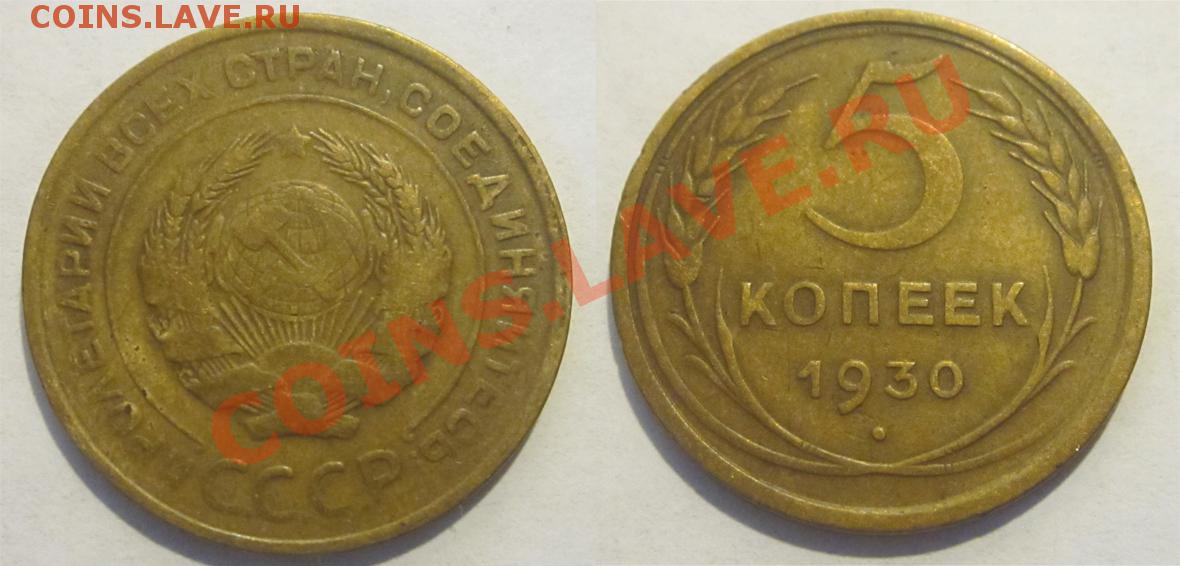 COINS.LAVE.RU
ПРОЛЕТАРИИ ВСЕХ СТРАН, СОЕДИНЯЙТЕСЬ!
СССР
5
КОПЕЕК
1930
COINS.LAVE.RU